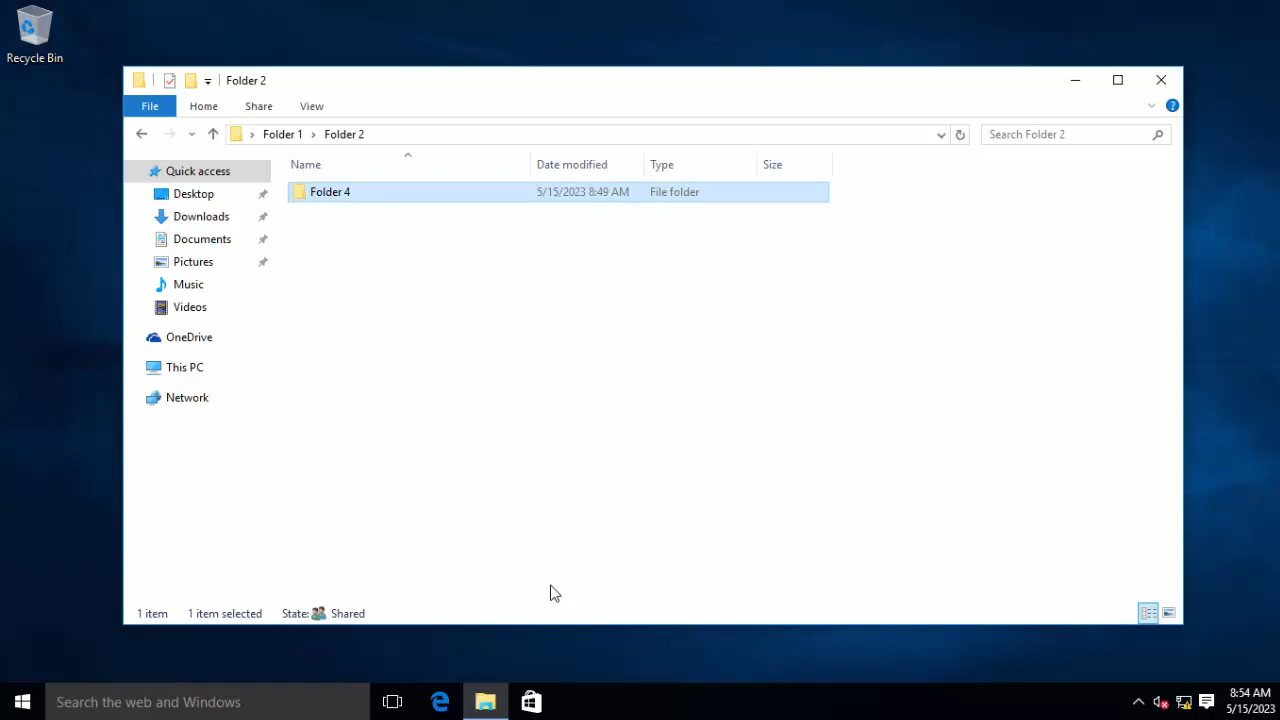 Recycle Bin
Folder 2
File Home Share View
Folder 1 Folder 2
Search Folder 2
Name Date modified Type Size
Quick access
Folder 4 5/15/2023 8:49 AM File folder
Desktop
Downloads
Documents
Pictures
Music
Videos
OneDrive
This PC
Network
1 item 1 item selected State: Shared
Search the web and Windows
8:54 AM
5/15/2023